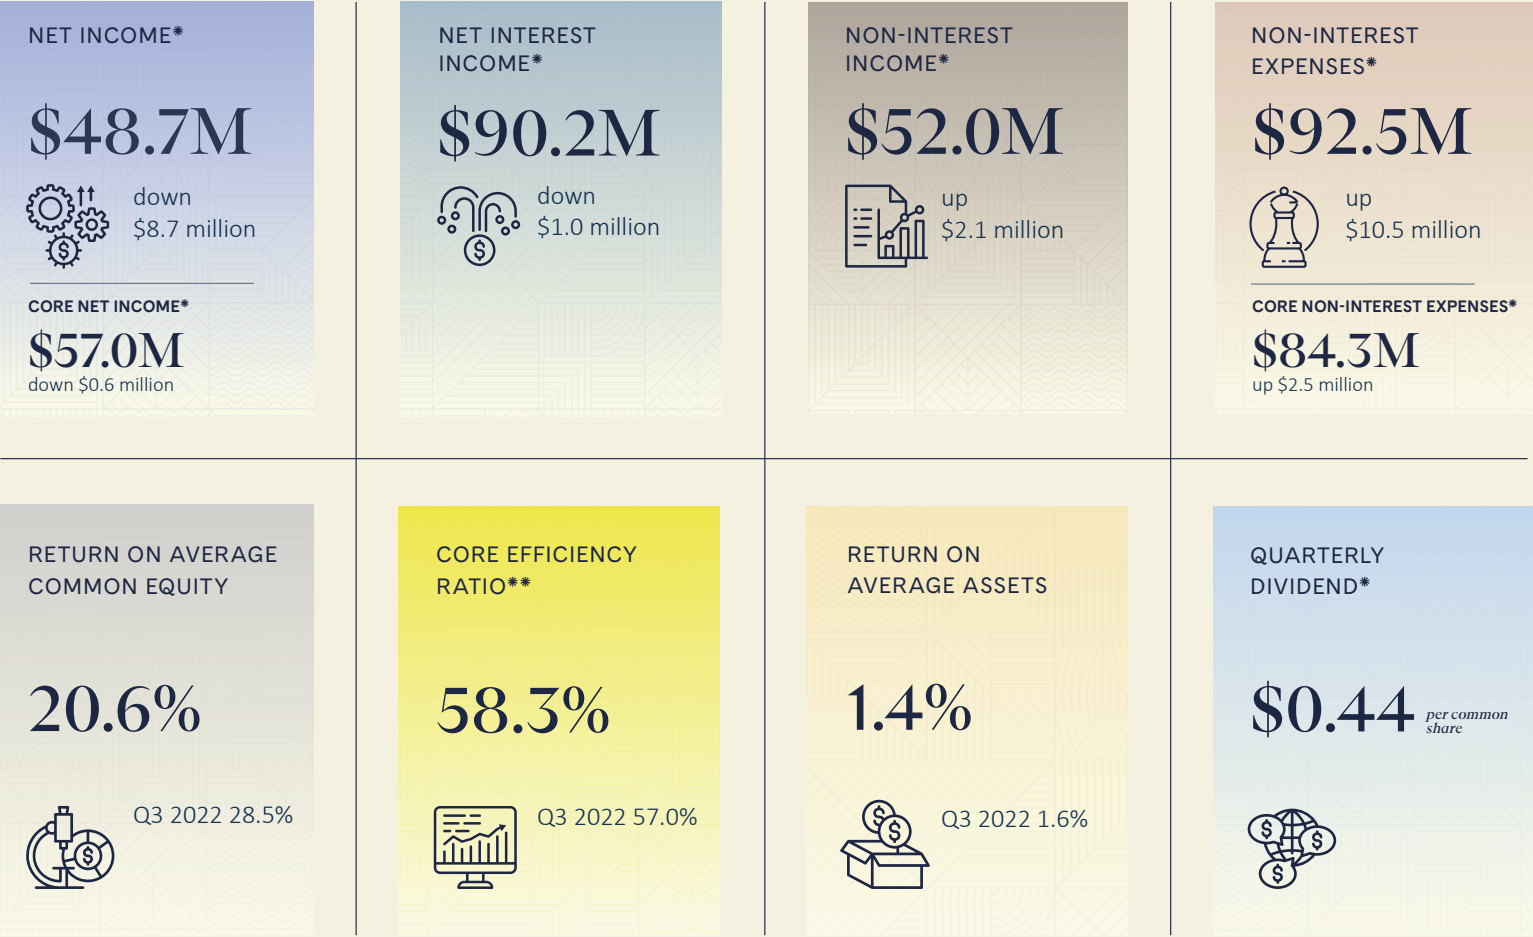 NET INCOME*
$48.7M
down
$8.7 million
CORE NET INCOME*
$57.0M
down $0.6 million
NET INTEREST
INCOME*
$90.2M
down
$1.0 million
NON-INTEREST
INCOME*
$52.0M
up
$2.1 million
NON-INTEREST
EXPENSES*
$92.5M
up
$10.5 million
CORE NON-INTEREST EXPENSES*
$84.3M
up $2.5 million
RETURN ON AVERAGE
COMMON EQUITY
20.6%
Q3 2022 28.5%
CORE EFFICIENCY
RATIO**
58.3%
Q3 2022 57.0%
RETURN ON
AVERAGE ASSETS
1.4%
Q3 2022 1.6%
QUARTERLY
DIVIDEND*
$0.44 per common
share